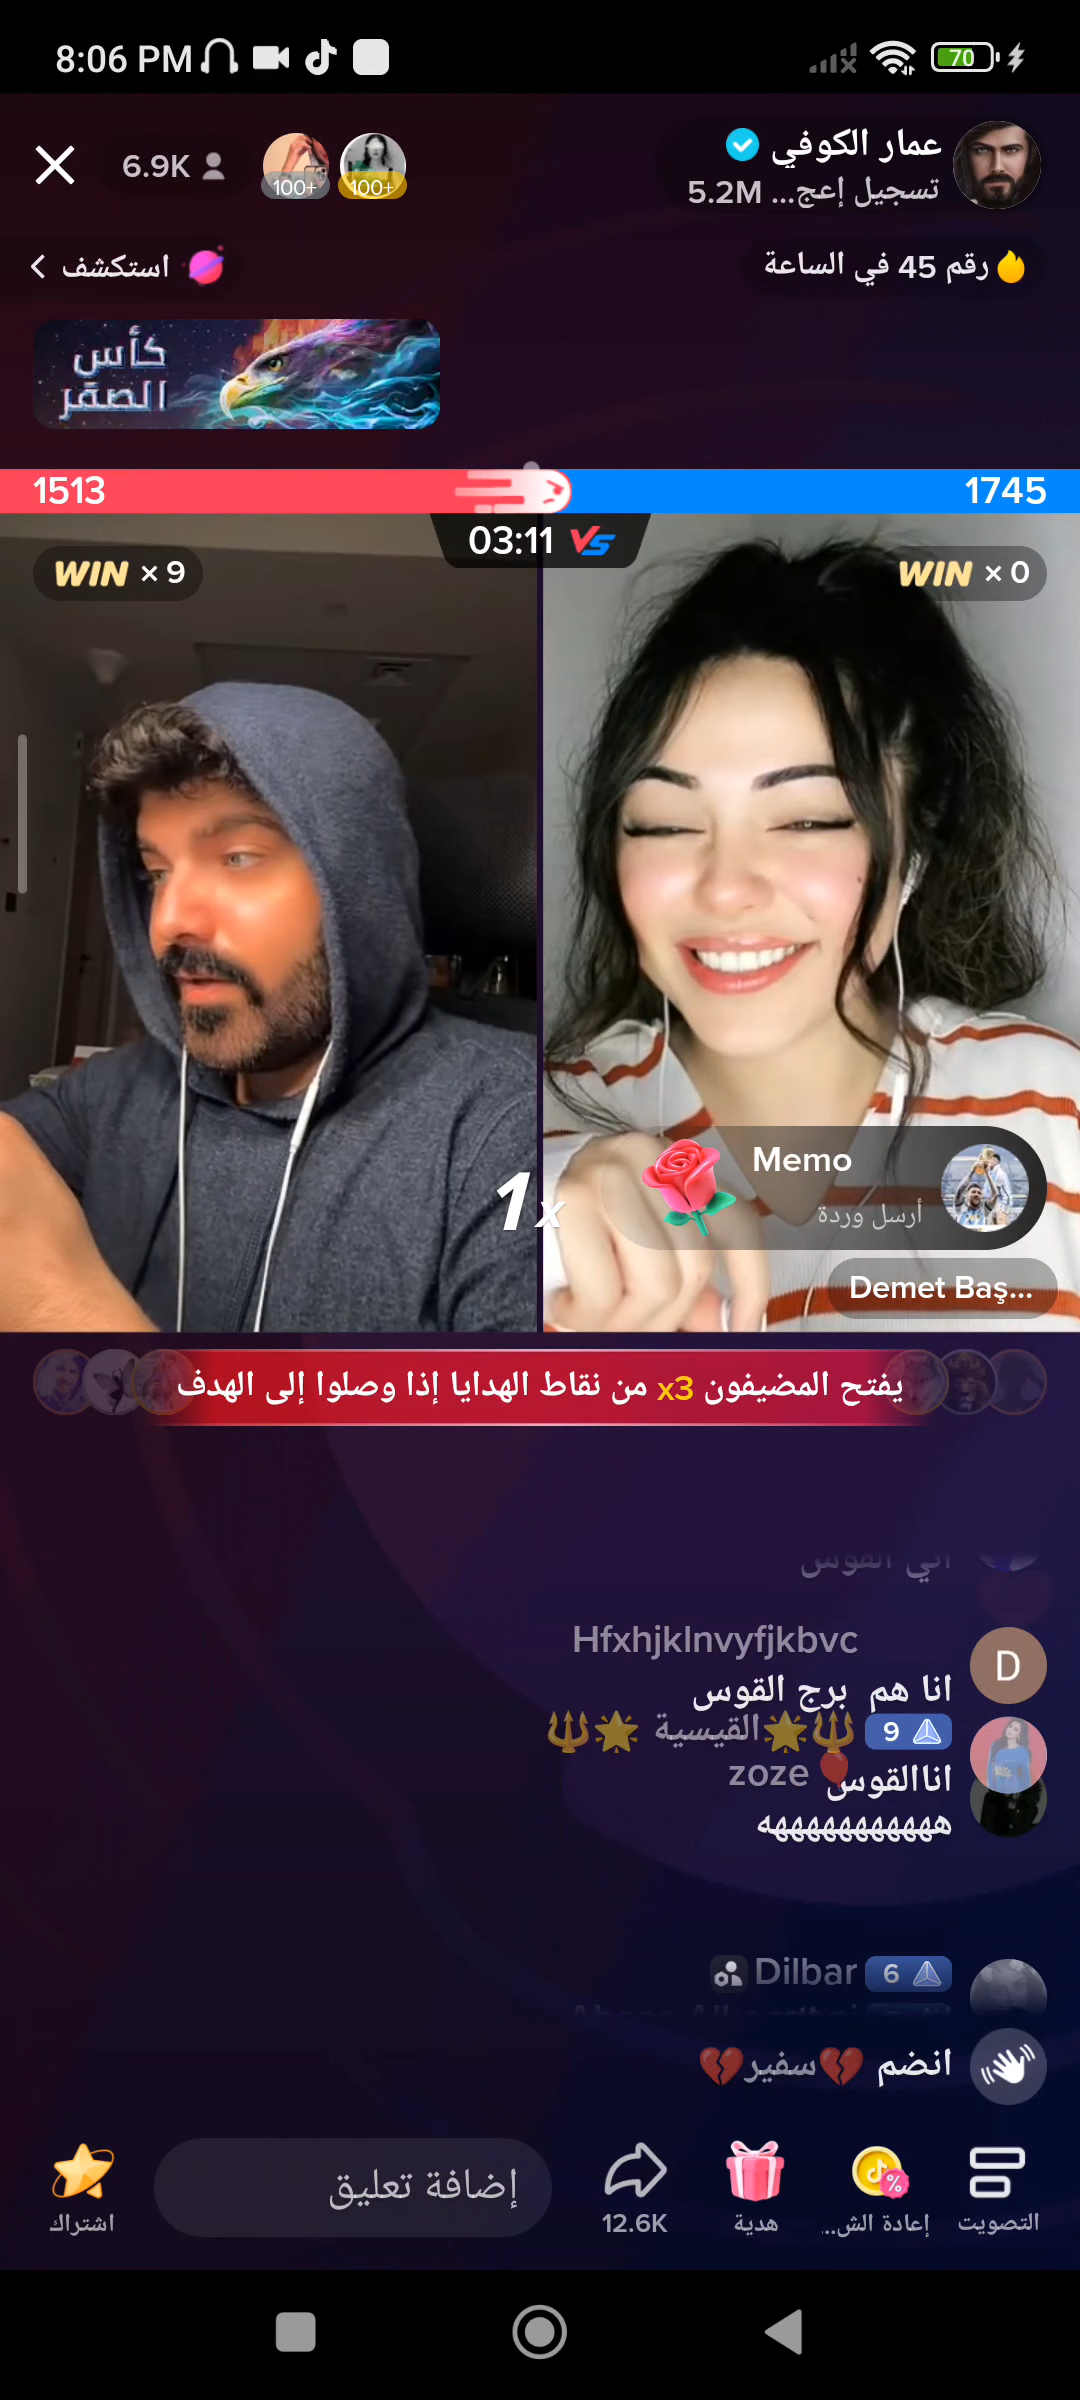 8:06 PM
70
عمار الكوفي
5.2M تسجيل إعج...
6.9K
100+
100+
رقم 45 في الساعة
استكشف
كأس
الصقر
1513
1745
03:11 VS
WIN × 9
WIN × 0
Memo
أرسل وردة
1x
Demet Baş...
يفتح المضيفون x3 من نقاط الهدايا إذا وصلوا إلى الهدف
Hfxhjklnvyfjkbvc
D
انا هم برج القوس
9 🔱🌟القيسية🌟🔱
اناالقوس
zoze🎈
ههههههههههههه
6 Dilbar
انضم 💔سفير💔
إضافة تعليق
اشتراك
12.6K
هدية
إعادة الش...
التصويت